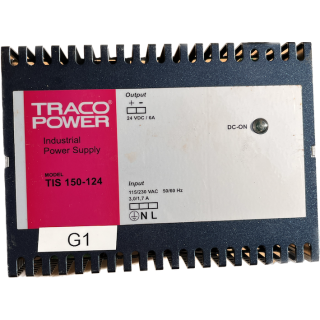 TRACO
POWER
Industrial
Power Supply
MODEL
TIS 150-124
G1
Output
+ -
24 VDC / 6A
DC-ON
Input
115/230 VAC 50/60 Hz
3,0/1,7 A
N L